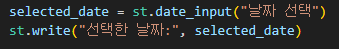 selected_date = st.date_input("날짜 선택")
st.write("선택한 날짜:", selected_date)